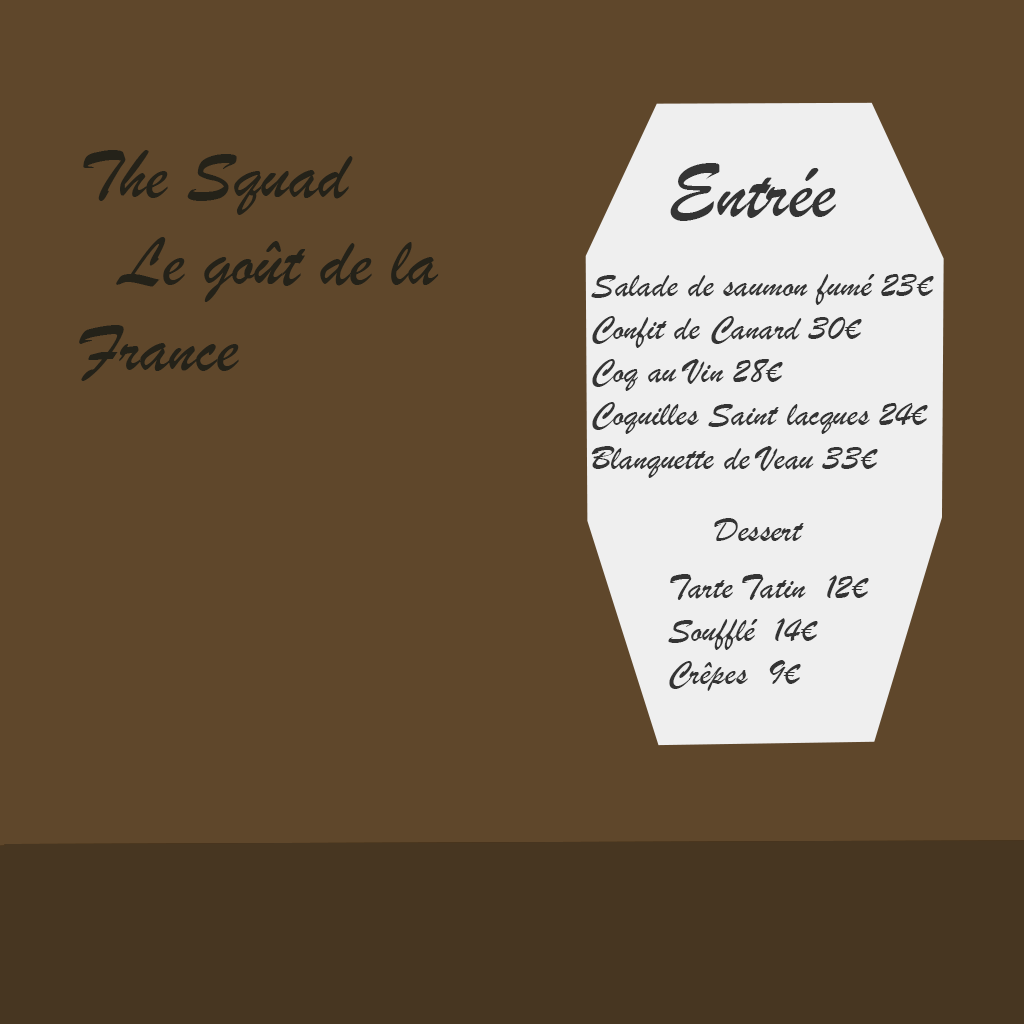 The Squad
Le goût de la
France
Entrée
Salade de saumon fumé 23€
Confit de Canard 30€
Coq au Vin 28€
Coquilles Saint lacques 24€
Blanquette de Veau 33€
Dessert
Tarte Tatin 12€
Soufflé 14€
Crêpes 9€